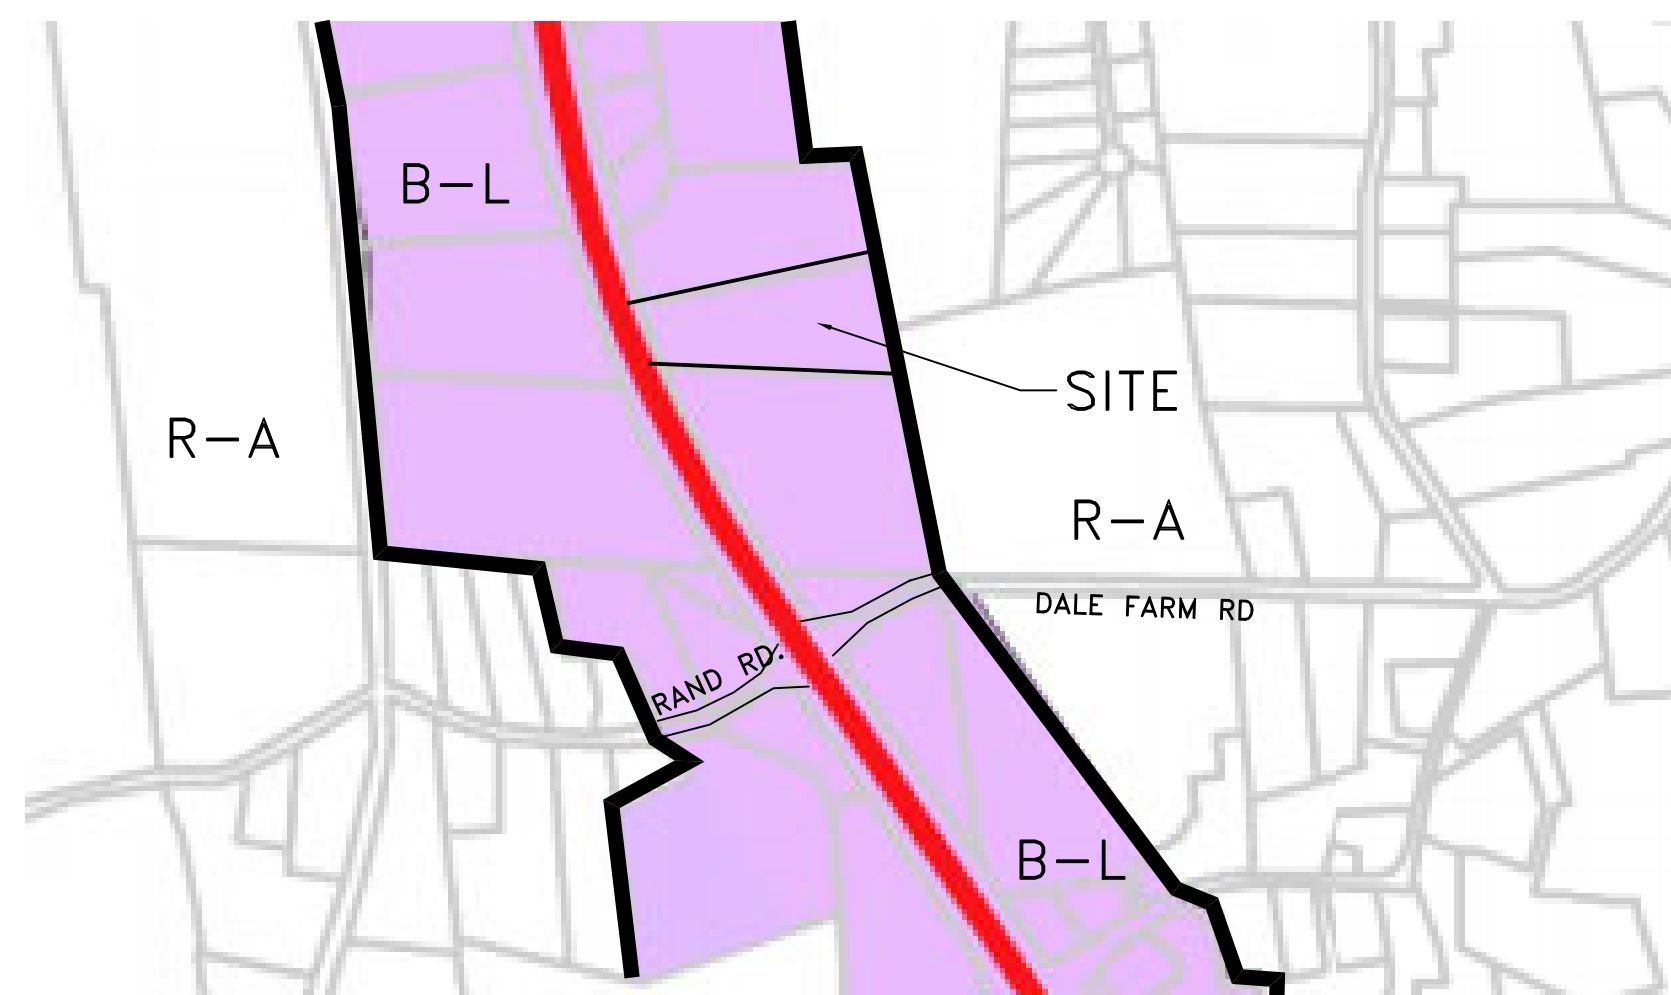 B-L
SITE
R-A
R-A
DALE FARM RD
RAND RD.
B-L